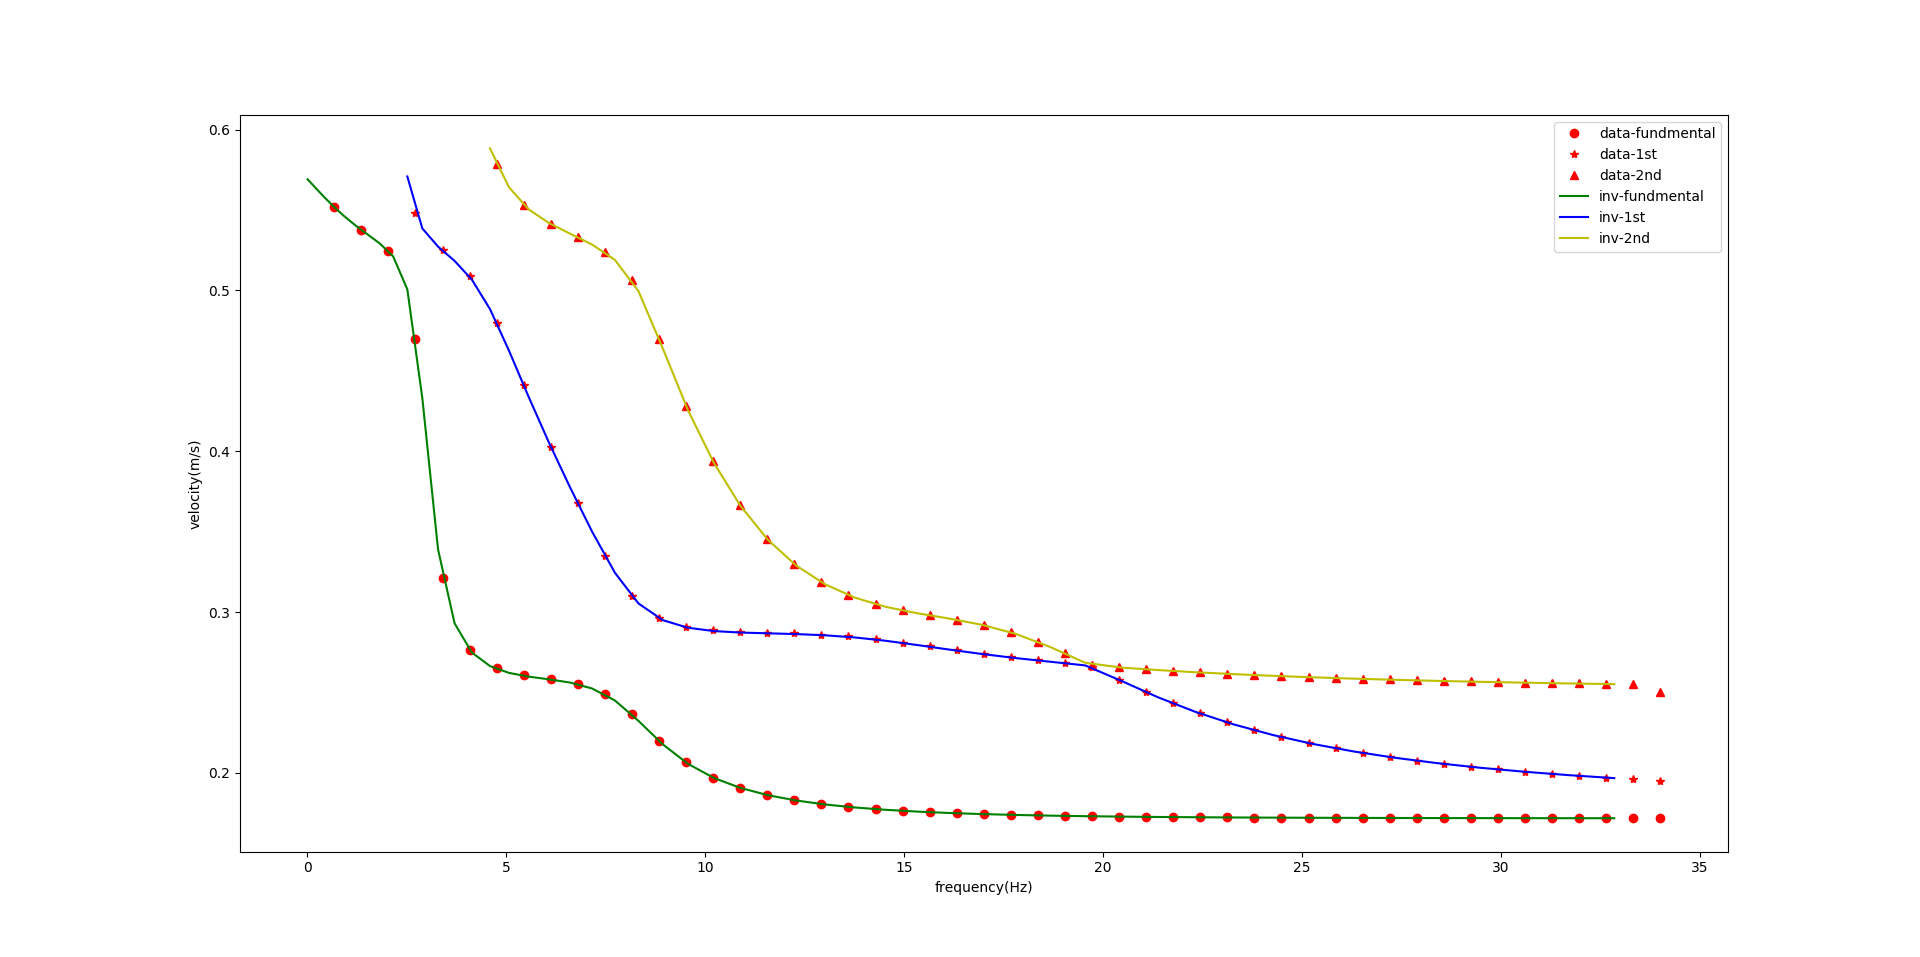 data-fundmental
data-1st
data-2nd
inv-fundmental
inv-1st
inv-2nd
0.6
0.5
0.4
0.3
0.2
velocity(m/s)
0 5 10 15 20 25 30 35
frequency(Hz)